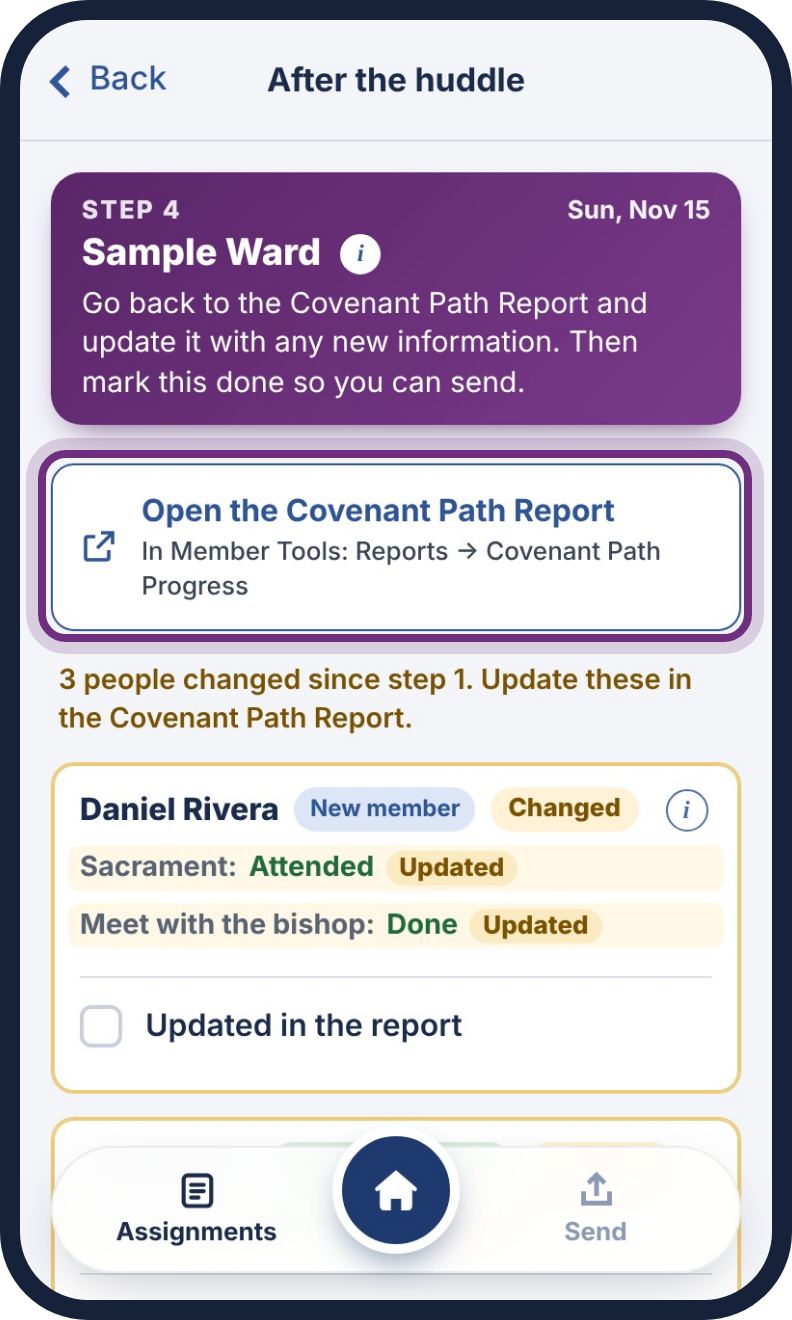 Back
After the huddle
STEP 4
Sun, Nov 15
Sample Ward i
Go back to the Covenant Path Report and
update it with any new information. Then
mark this done so you can send.
Open the Covenant Path Report
In Member Tools: Reports → Covenant Path
Progress
3 people changed since step 1. Update these in
the Covenant Path Report.
Daniel Rivera New member Changed i
Sacrament: Attended Updated
Meet with the bishop: Done Updated
Updated in the report
Assignments
Send